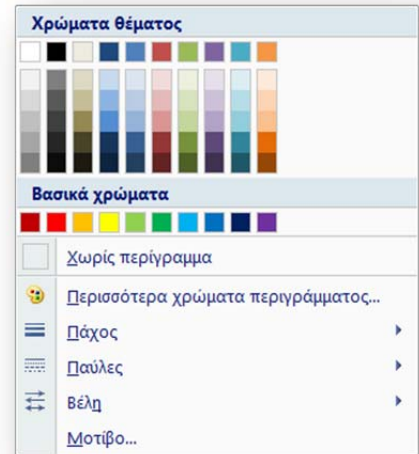 Χρώματα θέματος
Βασικά χρώματα
Χωρίς περίγραμμα
Περισσότερα χρώματα περιγράμματος...
Πάχος
Παύλες
Βέλη
Μοτίβο...